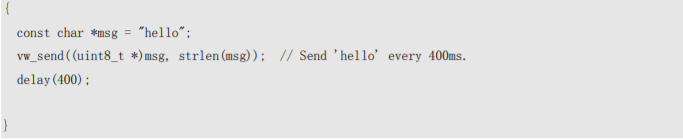 {
const char *msg = "hello";
vw_send((uint8_t *)msg, strlen(msg));  // Send 'hello' every 400ms.
delay(400);
}